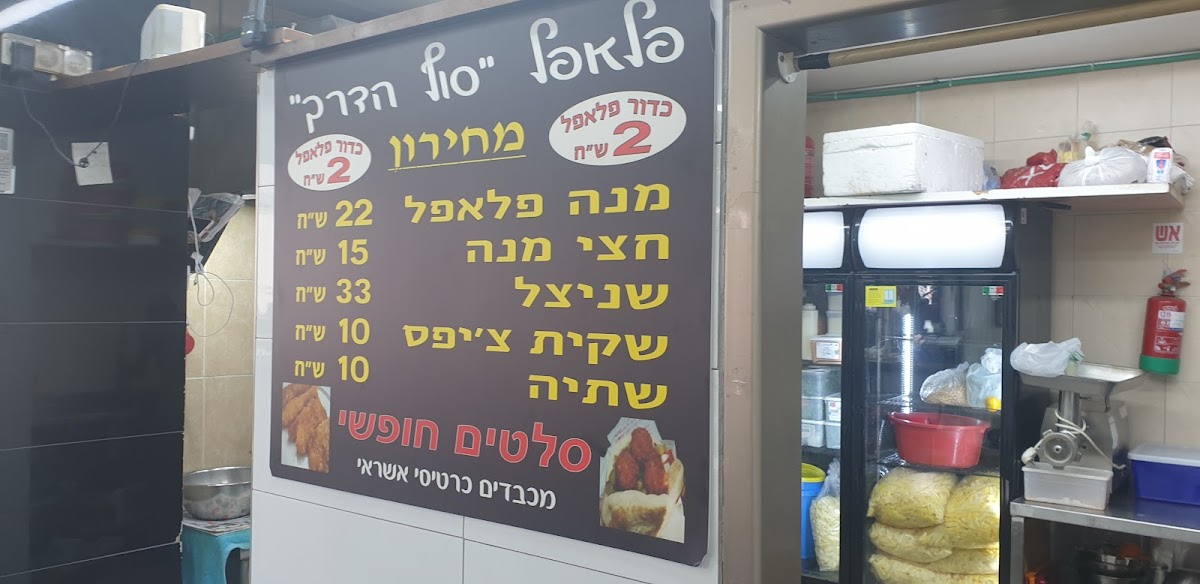 פלאפל "סוף הדרך"
כדור פלאפל
2 ש"ח
מחירון
כדור פלאפל
2 ש"ח
מנה פלאפל 22 ש"ח
חצי מנה 15 ש"ח
שניצל 33 ש"ח
שקית צ'יפס 10 ש"ח
שתיה 10 ש"ח
סלטים חופשי
מכבדים כרטיסי אשראי
אש